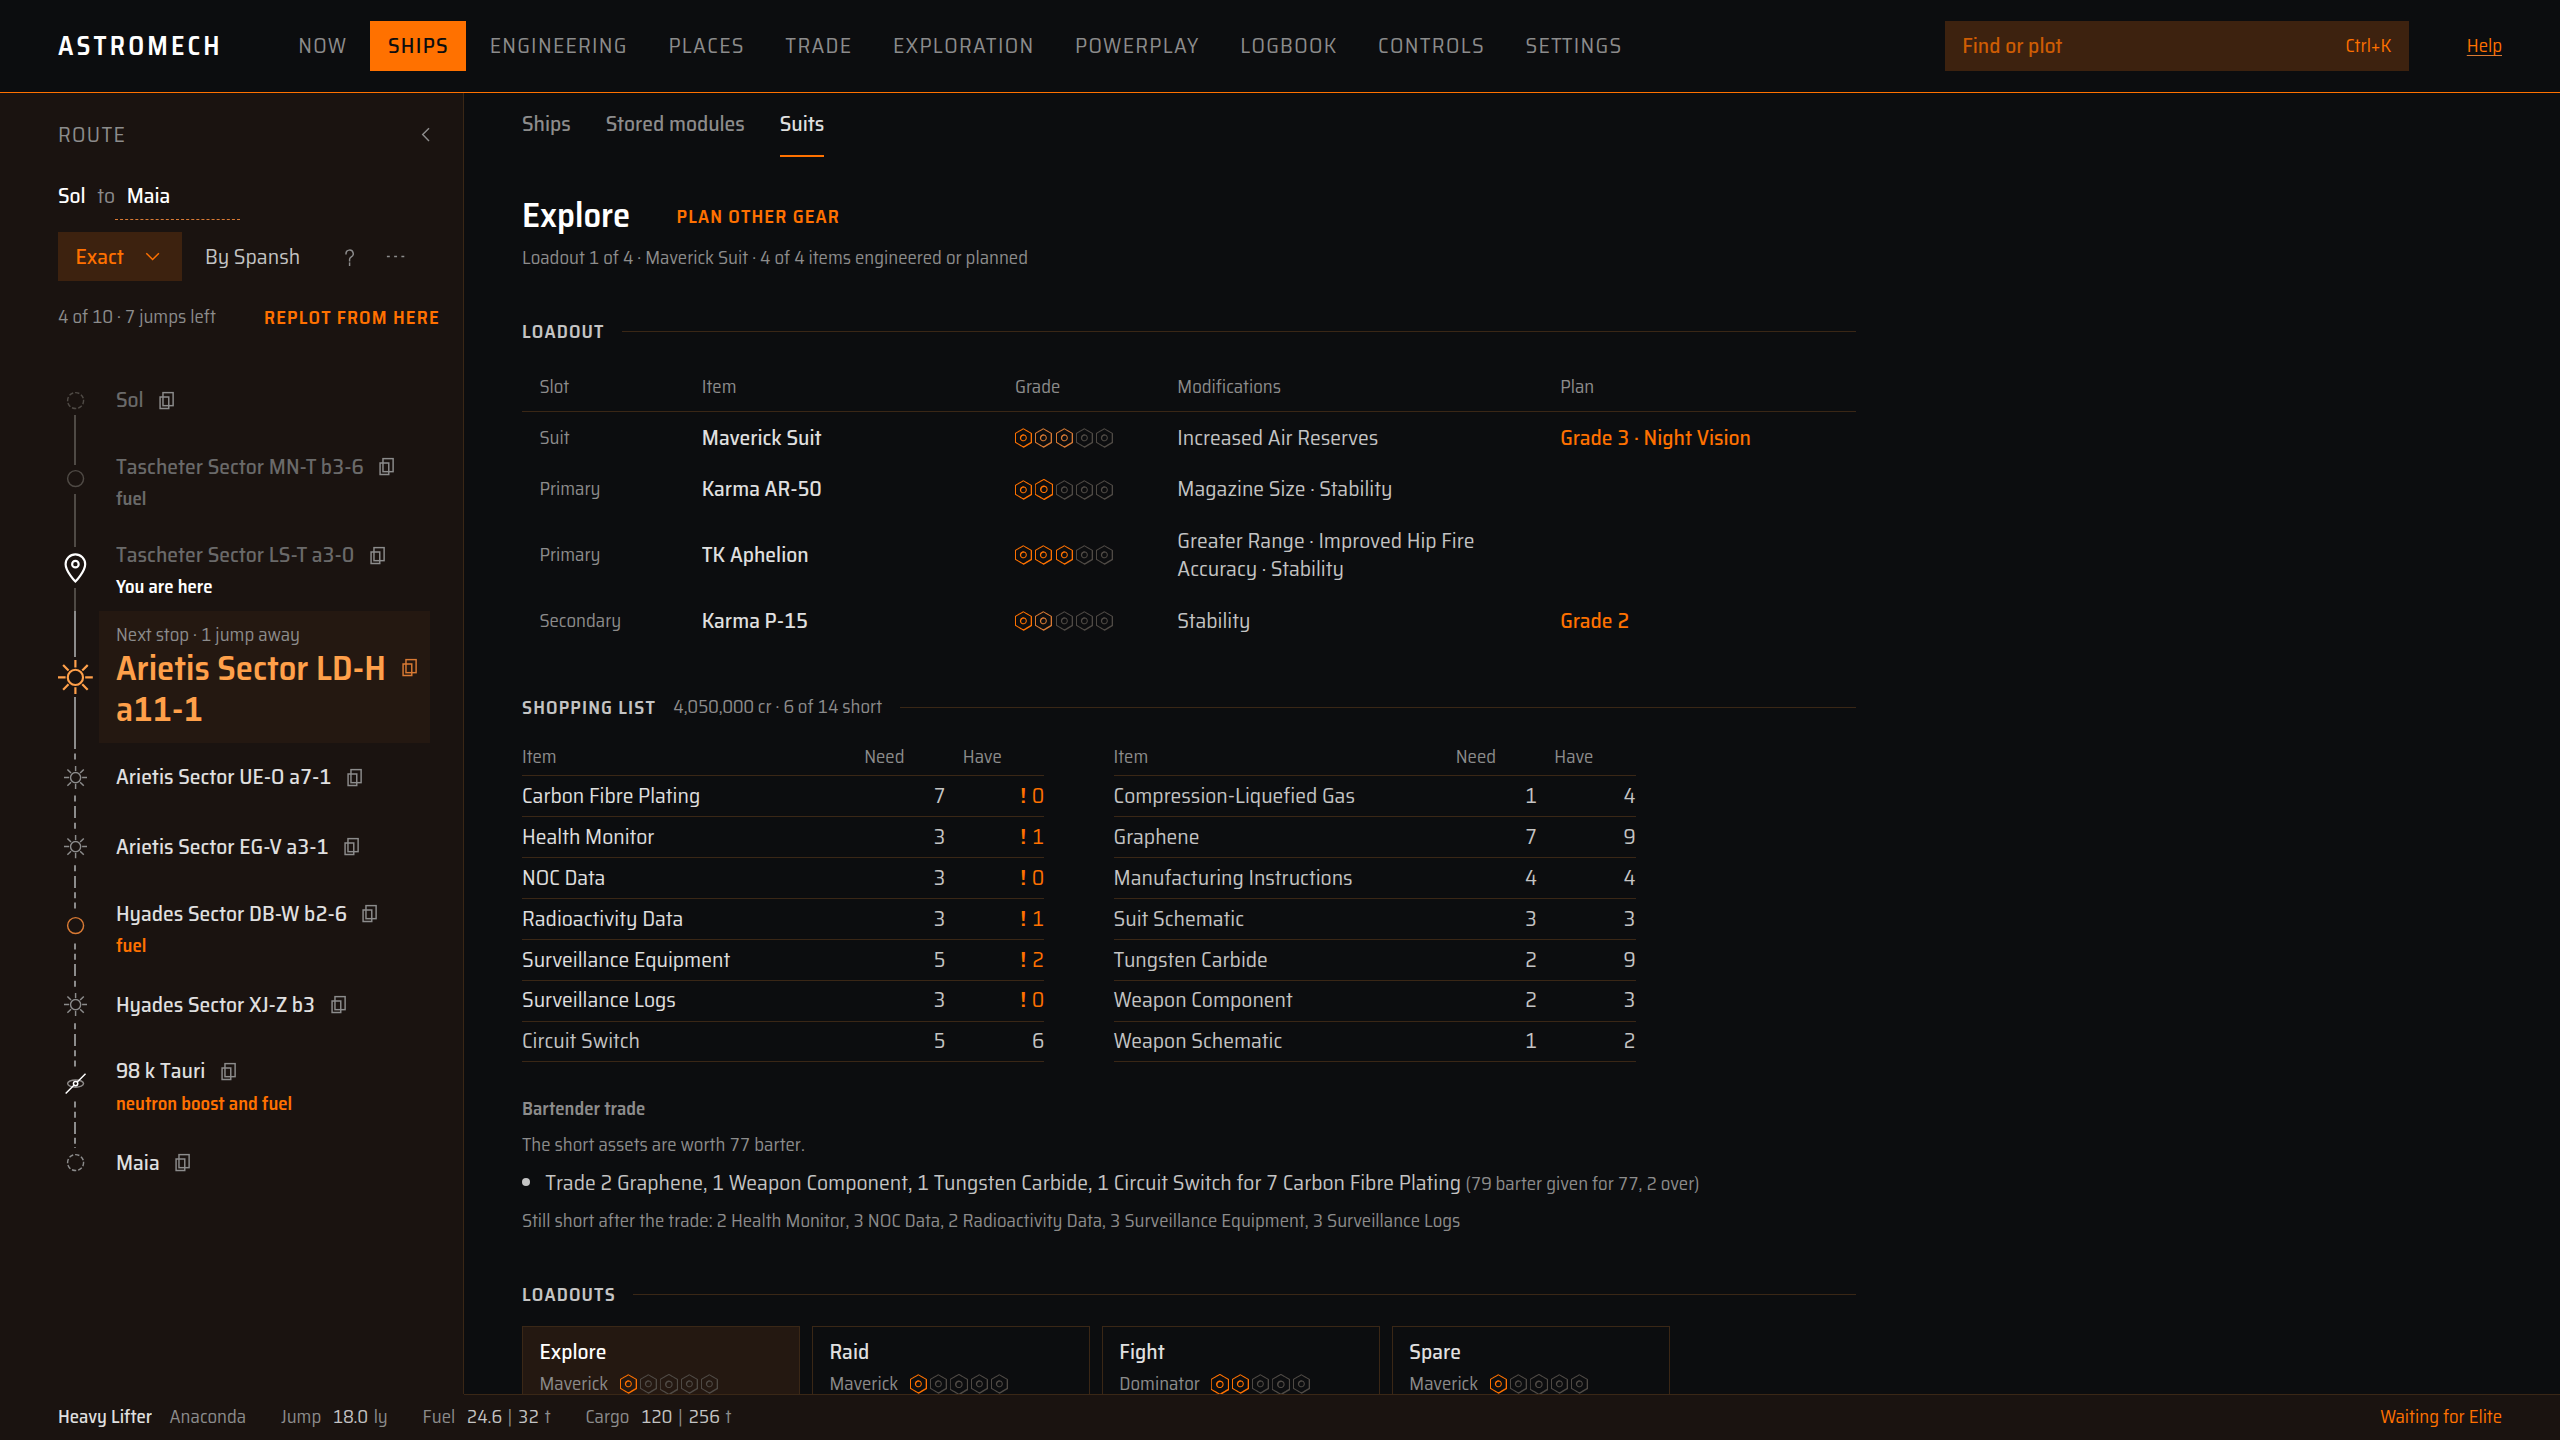 ASTROMECH NOW SHIPS ENGINEERING PLACES TRADE EXPLORATION POWERPLAY LOGBOOK CONTROLS SETTINGS Find or plot Ctrl+K Help
ROUTE
Sol to Maia
Exact By Spansh ? ---
4 of 10 · 7 jumps left REPLOT FROM HERE
Sol
Tascheter Sector MN-T b3-6
fuel
Tascheter Sector LS-T a3-0
You are here
Next stop · 1 jump away
Arietis Sector LD-H
a11-1
Arietis Sector UE-O a7-1
Arietis Sector EG-V a3-1
Hyades Sector DB-W b2-6
fuel
Hyades Sector XJ-Z b3
98 k Tauri
neutron boost and fuel
Maia
Ships Stored modules Suits
Explore PLAN OTHER GEAR
Loadout 1 of 4 · Maverick Suit · 4 of 4 items engineered or planned
LOADOUT
Slot Item Grade Modifications Plan
Suit Maverick Suit Increased Air Reserves Grade 3 · Night Vision
Primary Karma AR-50 Magazine Size · Stability
Primary TK Aphelion Greater Range · Improved Hip Fire
Accuracy · Stability
Secondary Karma P-15 Stability Grade 2
SHOPPING LIST 4,050,000 cr · 6 of 14 short
Item Need Have Item Need Have
Carbon Fibre Plating 7 ! 0 Compression-Liquefied Gas 1 4
Health Monitor 3 ! 1 Graphene 7 9
NOC Data 3 ! 0 Manufacturing Instructions 4 4
Radioactivity Data 3 ! 1 Suit Schematic 3 3
Surveillance Equipment 5 ! 2 Tungsten Carbide 2 9
Surveillance Logs 3 ! 0 Weapon Component 2 3
Circuit Switch 5 6 Weapon Schematic 1 2
Bartender trade
The short assets are worth 77 barter.
• Trade 2 Graphene, 1 Weapon Component, 1 Tungsten Carbide, 1 Circuit Switch for 7 Carbon Fibre Plating (79 barter given for 77, 2 over)
Still short after the trade: 2 Health Monitor, 3 NOC Data, 2 Radioactivity Data, 3 Surveillance Equipment, 3 Surveillance Logs
LOADOUTS
Explore Raid Fight Spare
Maverick Maverick Dominator Maverick
Heavy Lifter Anaconda Jump 18.0 ly Fuel 24.6 | 32 t Cargo 120 | 256 t Waiting for Elite